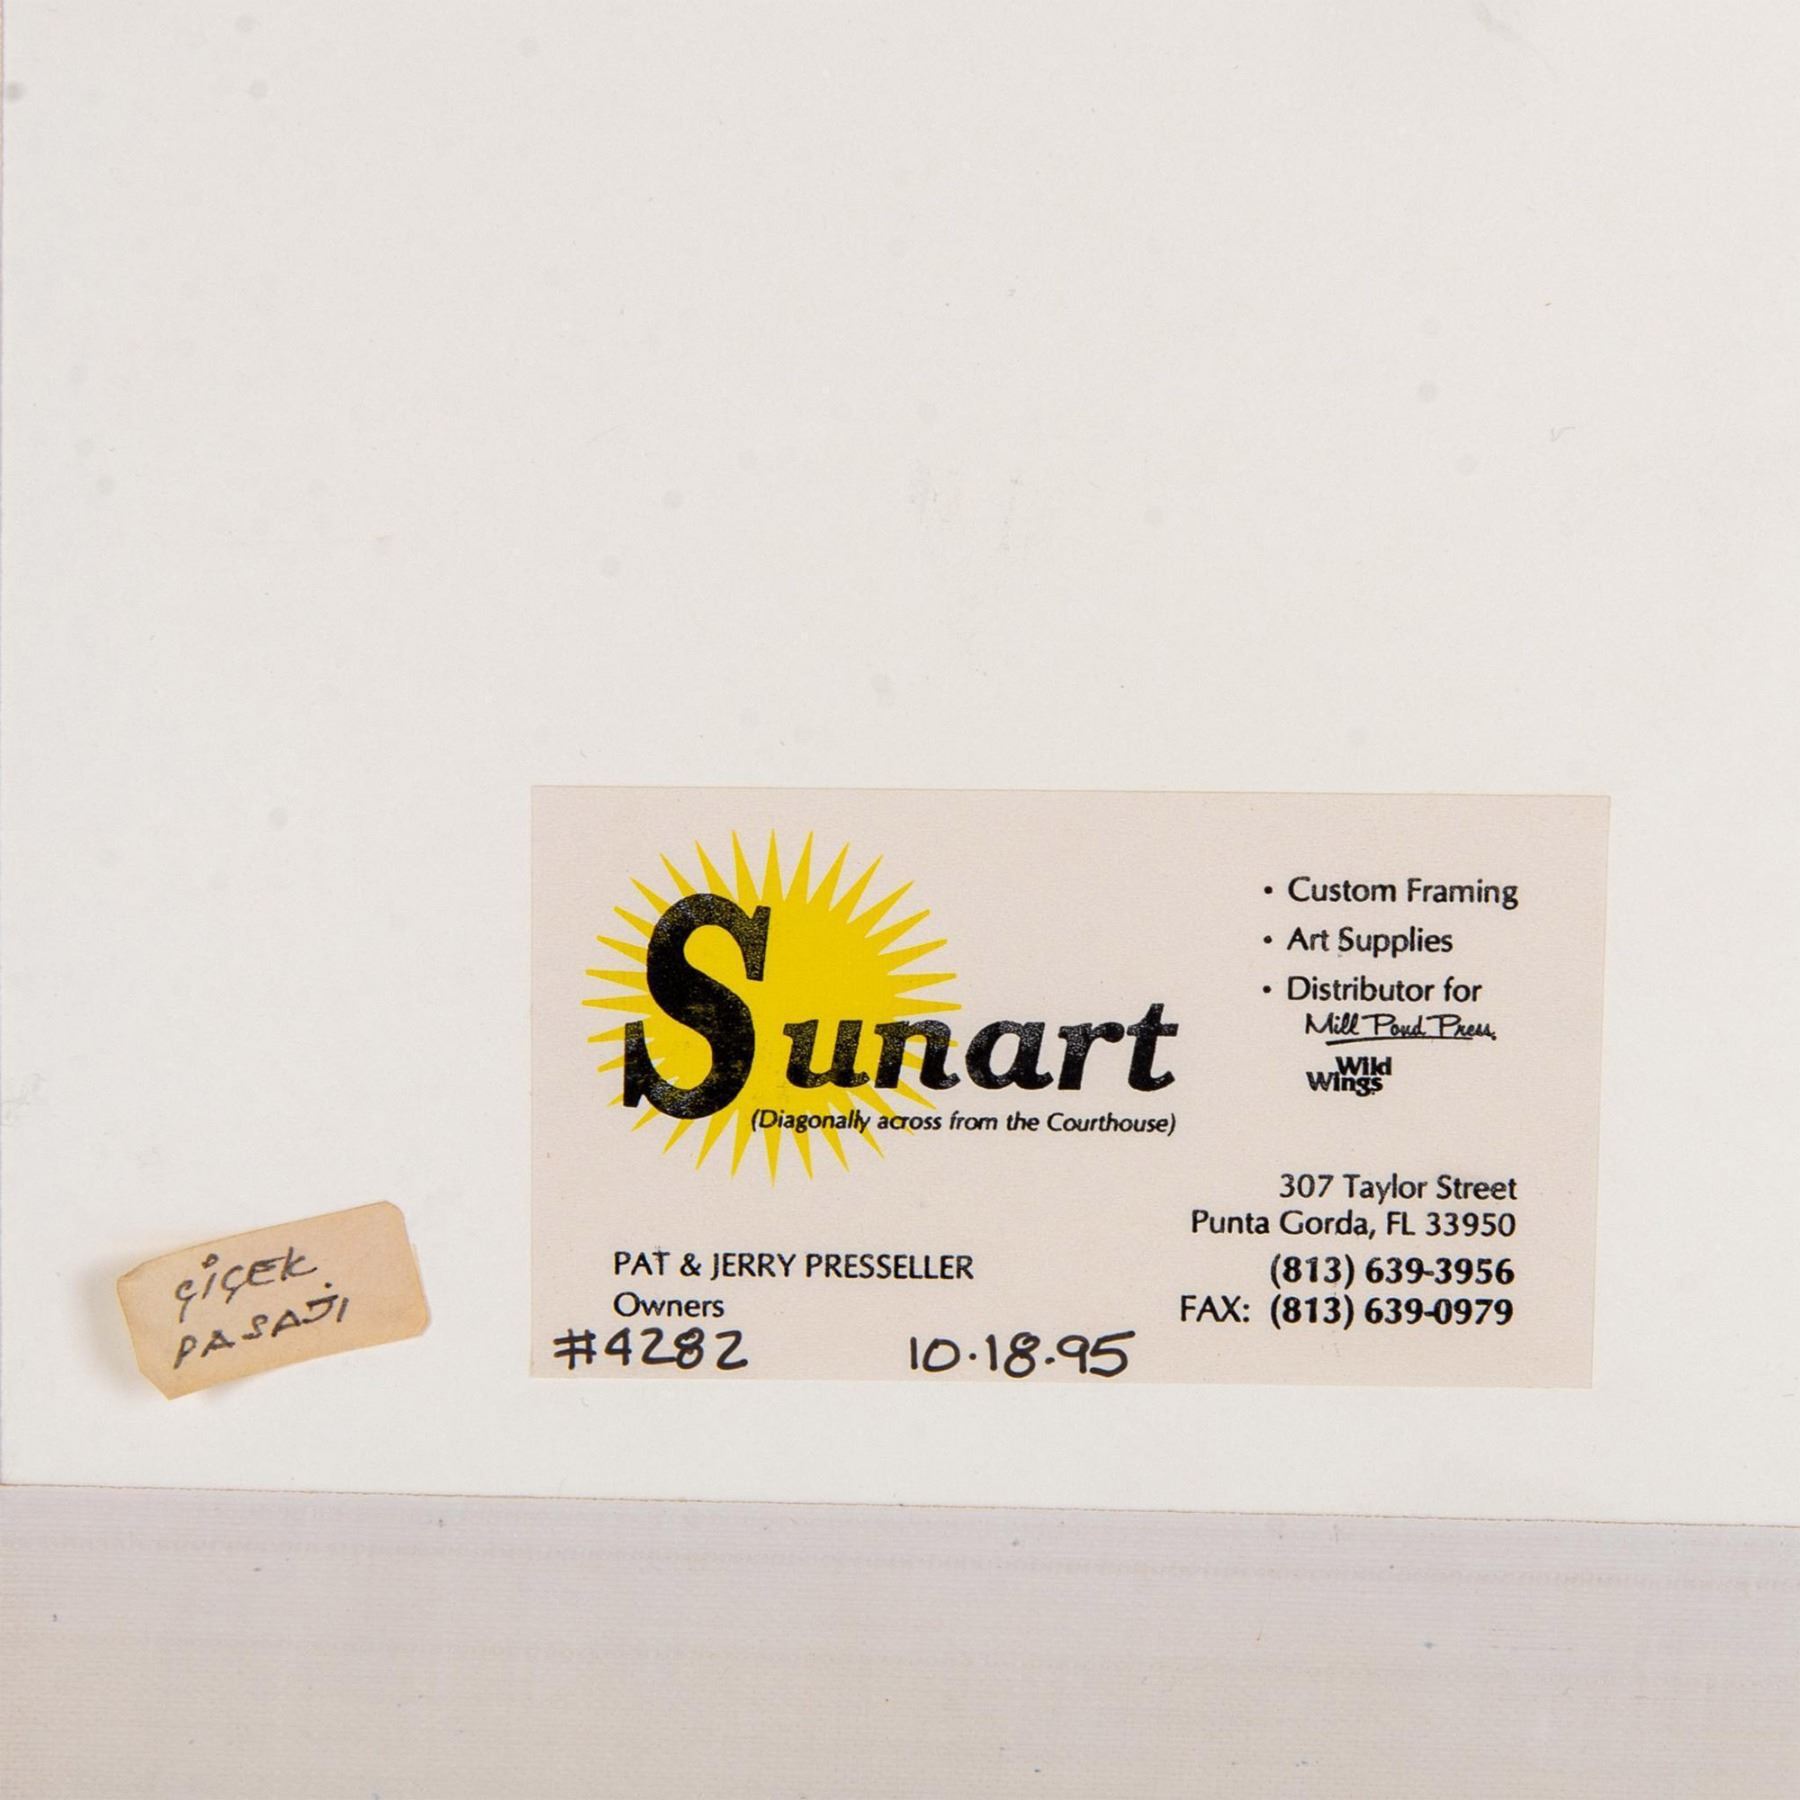 Sunart
(Diagonally across from the Courthouse)
• Custom Framing
• Art Supplies
• Distributor for
Mill Pond Press
Wild
Wings
307 Taylor Street
Punta Gorda, FL 33950
(813) 639-3956
FAX: (813) 639-0979
PAT & JERRY PRESSELLER
Owners
#4282 10·18·95
ÇİÇEK
PASAJI